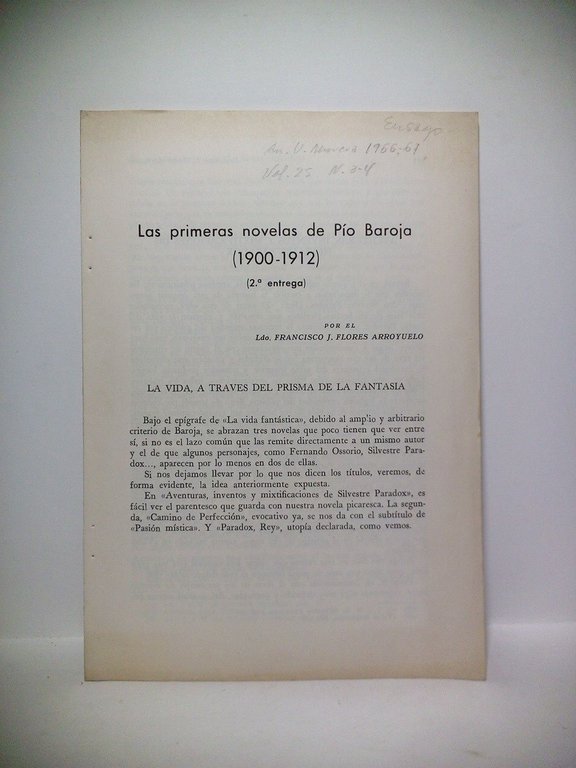 Ensayo
An. U. Murcia 1966-67
Vol. 25 N. 3-4
Las primeras novelas de Pío Baroja
(1900-1912)
(2.ª entrega)
POR EL
Ldo. FRANCISCO J. FLORES ARROYUELO
LA VIDA, A TRAVES DEL PRISMA DE LA FANTASIA
Bajo el epígrafe de «La vida fantástica», debido al amp'io y arbitrario
criterio de Baroja, se abrazan tres novelas que poco tienen que ver entre
sí, si no es el lazo común que las remite directamente a un mismo autor
y el de que algunos personajes, como Fernando Ossorio, Silvestre Para-
dox..., aparecen por lo menos en dos de ellas.
Si nos dejamos llevar por lo que nos dicen los títulos, veremos, de
forma evidente, la idea anteriormente expuesta.
En «Aventuras, inventos y mixtificaciones de Silvestre Paradox», es
fácil ver el parentesco que guarda con nuestra novela picaresca. La segun-
da, «Camino de Perfección», evocativo ya, se nos da con el subtítulo de
«Pasión mística». Y «Paradox, Rey», utopía declarada, como vemos.